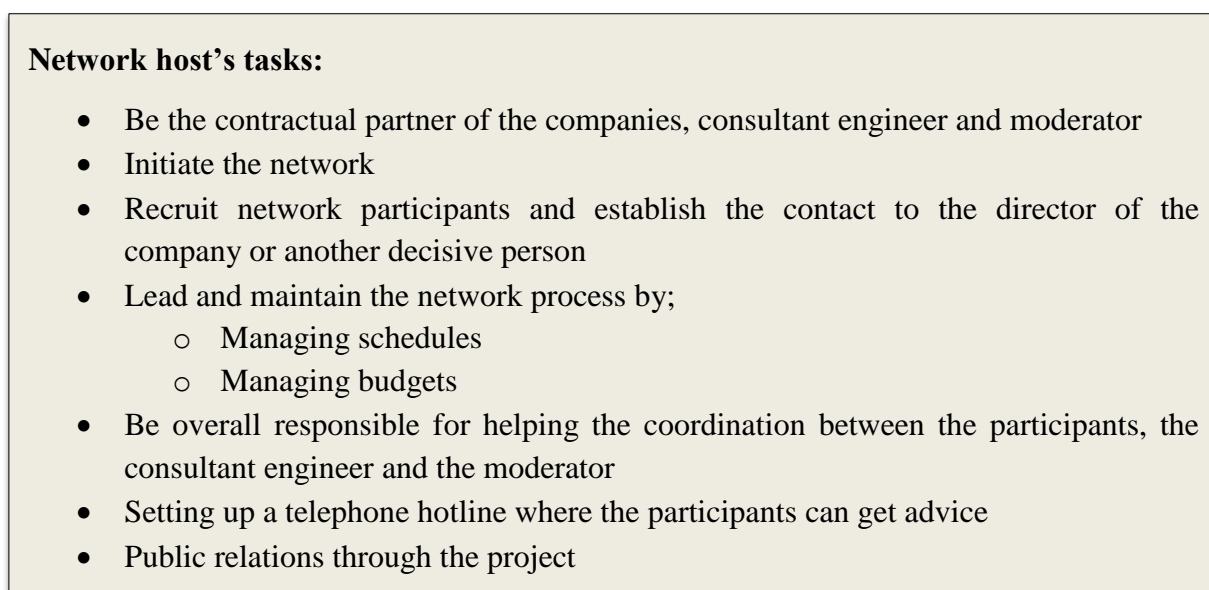 Network host’s tasks:
• Be the contractual partner of the companies, consultant engineer and moderator
• Initiate the network
• Recruit network participants and establish the contact to the director of the
company or another decisive person
• Lead and maintain the network process by;
o Managing schedules
o Managing budgets
• Be overall responsible for helping the coordination between the participants, the
consultant engineer and the moderator
• Setting up a telephone hotline where the participants can get advice
• Public relations through the project